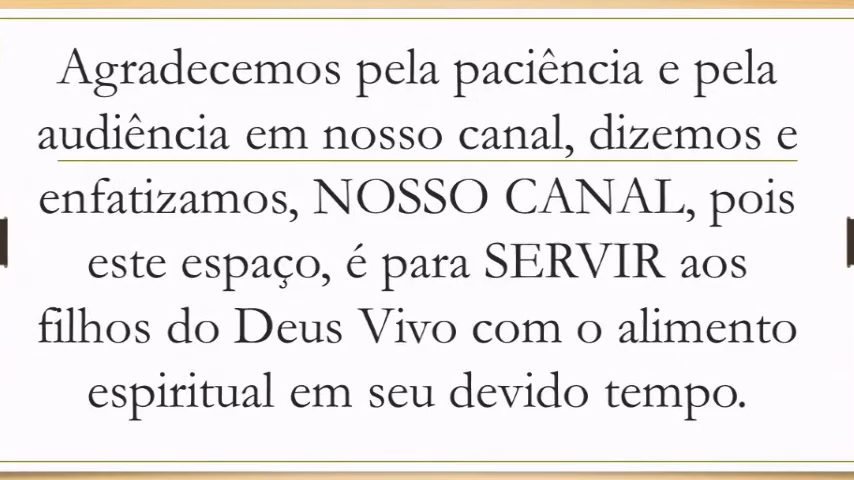 Agradecemos pela paciência e pela
audiência em nosso canal, dizemos e
enfatizamos, NOSSO CANAL, pois
este espaço, é para SERVIR aos
filhos do Deus Vivo com o alimento
espiritual em seu devido tempo.